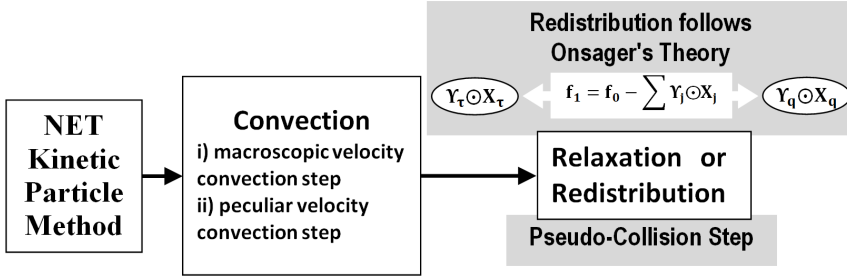 Redistribution follows
Onsager's Theory
ϒτ⊙Xτ
f₁ = f₀ − ∑ ϒⱼ⊙Xⱼ
ϒq⊙Xq
NET
Kinetic
Particle
Method
Convection
i) macroscopic velocity
convection step
ii) peculiar velocity
convection step
Relaxation or
Redistribution
Pseudo-Collision Step